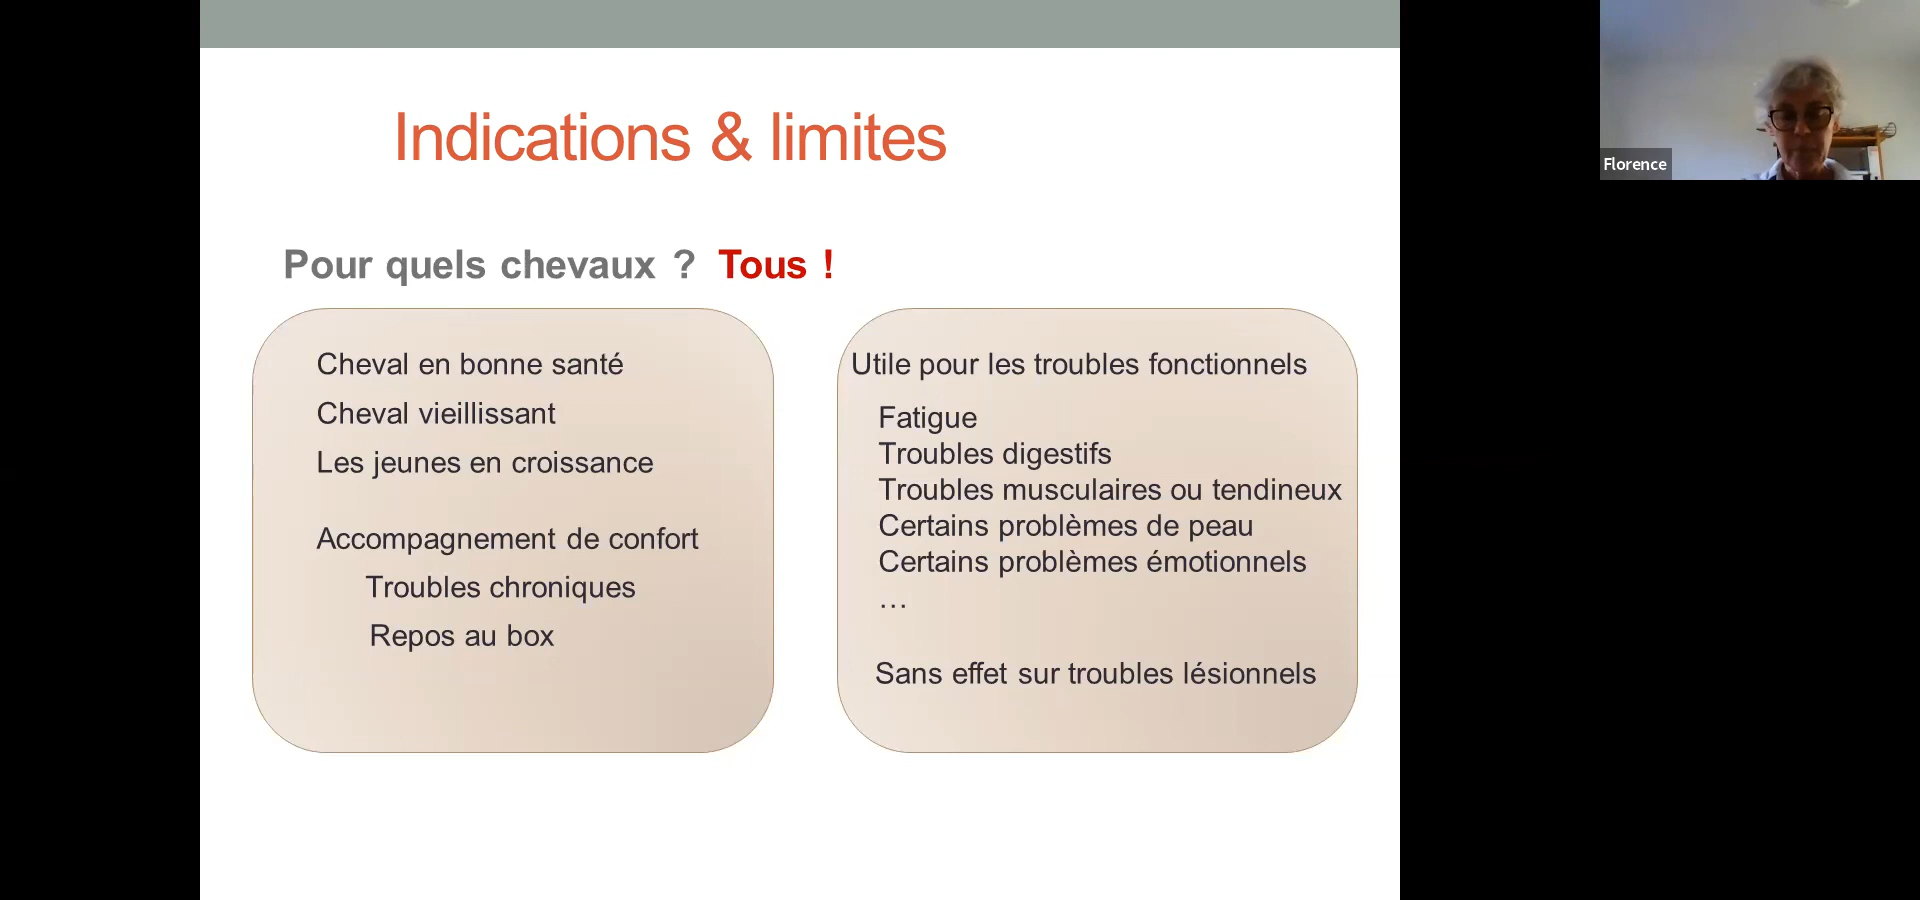 Indications & limites
Florence
Pour quels chevaux ? Tous !
Cheval en bonne santé
Cheval vieillissant
Les jeunes en croissance
Accompagnement de confort
Troubles chroniques
Repos au box
Utile pour les troubles fonctionnels
Fatigue
Troubles digestifs
Troubles musculaires ou tendineux
Certains problèmes de peau
Certains problèmes émotionnels
…
Sans effet sur troubles lésionnels